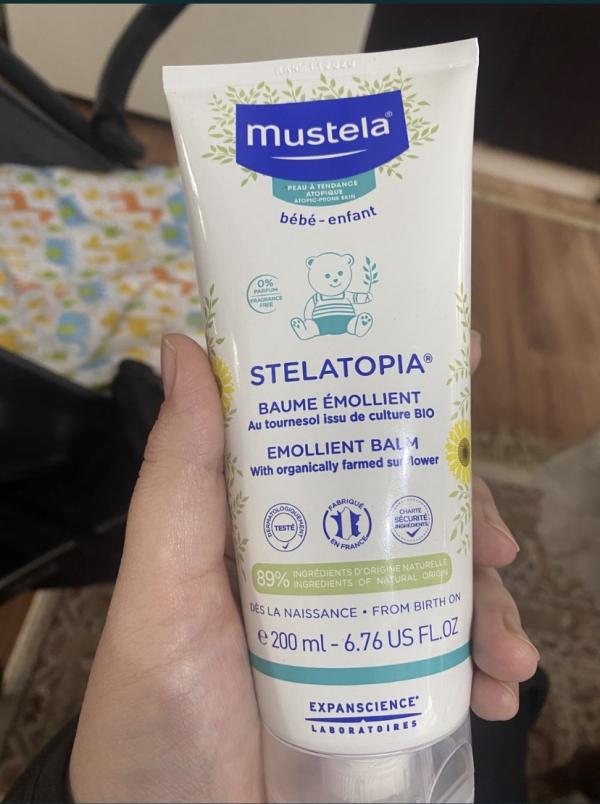 mustela®
PEAU À TENDANCE
ATOPIQUE
ATOPIC-PRONE SKIN
bébé-enfant
0%
PARFUM
FRAGRANCE
FREE
STELATOPIA®
BAUME ÉMOLLIENT
Au tournesol issu de culture BIO
EMOLLIENT BALM
With organically farmed sunflower
DERMATOLOGIQUEMENT
TESTÉ
FABRIQUÉ
EN FRANCE
CHARTE
SÉCURITÉ
INGRÉDIENTS
89% INGRÉDIENTS D'ORIGINE NATURELLE
INGREDIENTS OF NATURAL ORIGIN
DÈS LA NAISSANCE • FROM BIRTH ON
e 200 ml - 6.76 US FL.OZ
EXPANSCIENCE®
LABORATOIRES